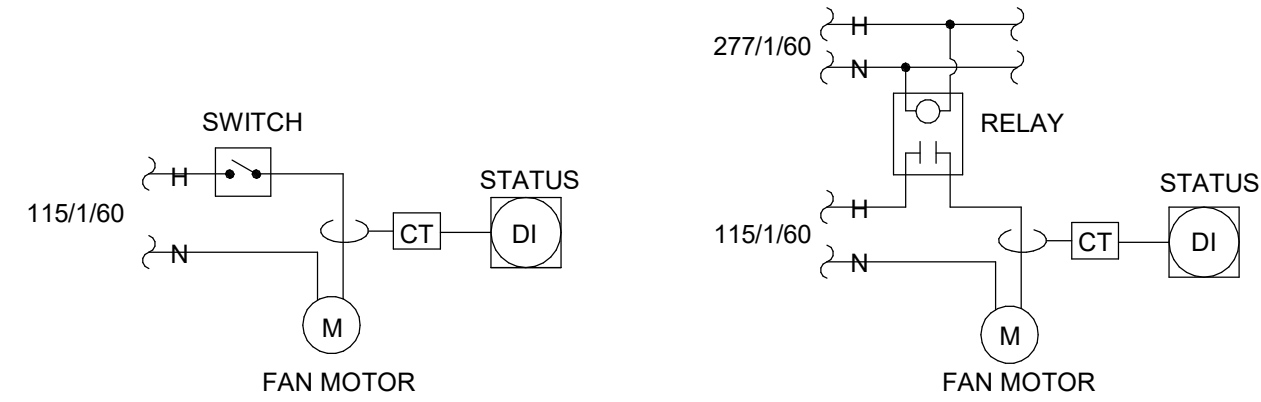 SWITCH
H
115/1/60
N
CT
STATUS
DI
M
FAN MOTOR
277/1/60
H
N
RELAY
H
115/1/60
N
CT
STATUS
DI
M
FAN MOTOR